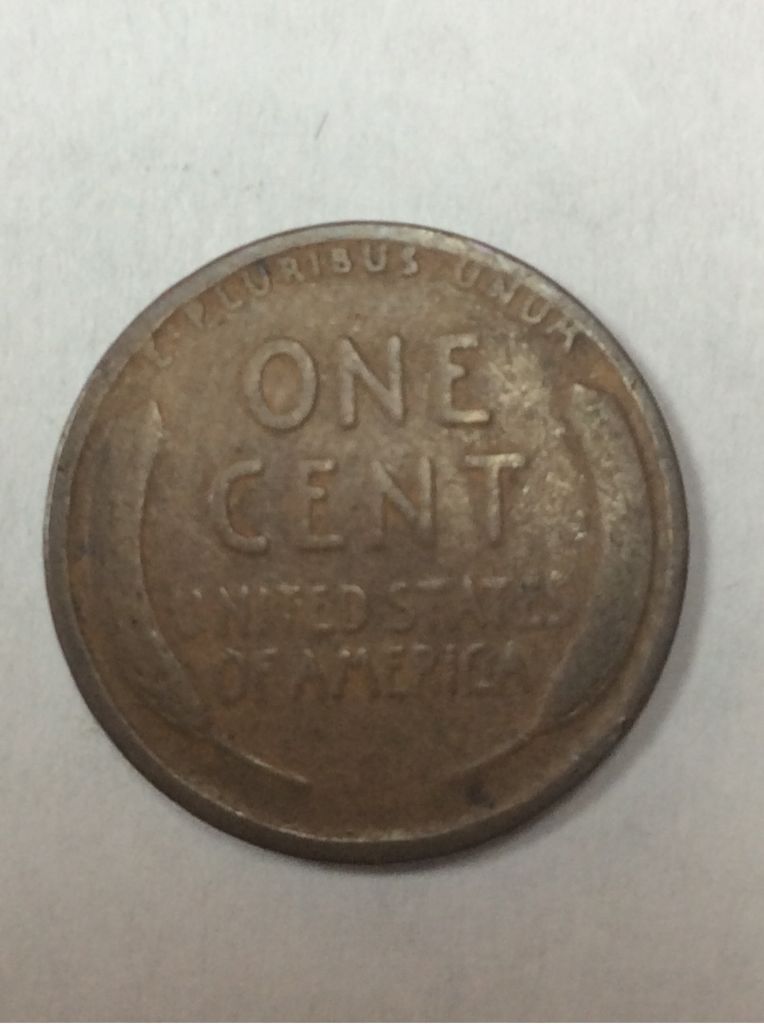 E·PLURIBUS·UNUM
ONE
CENT
UNITED STATES
OF AMERICA